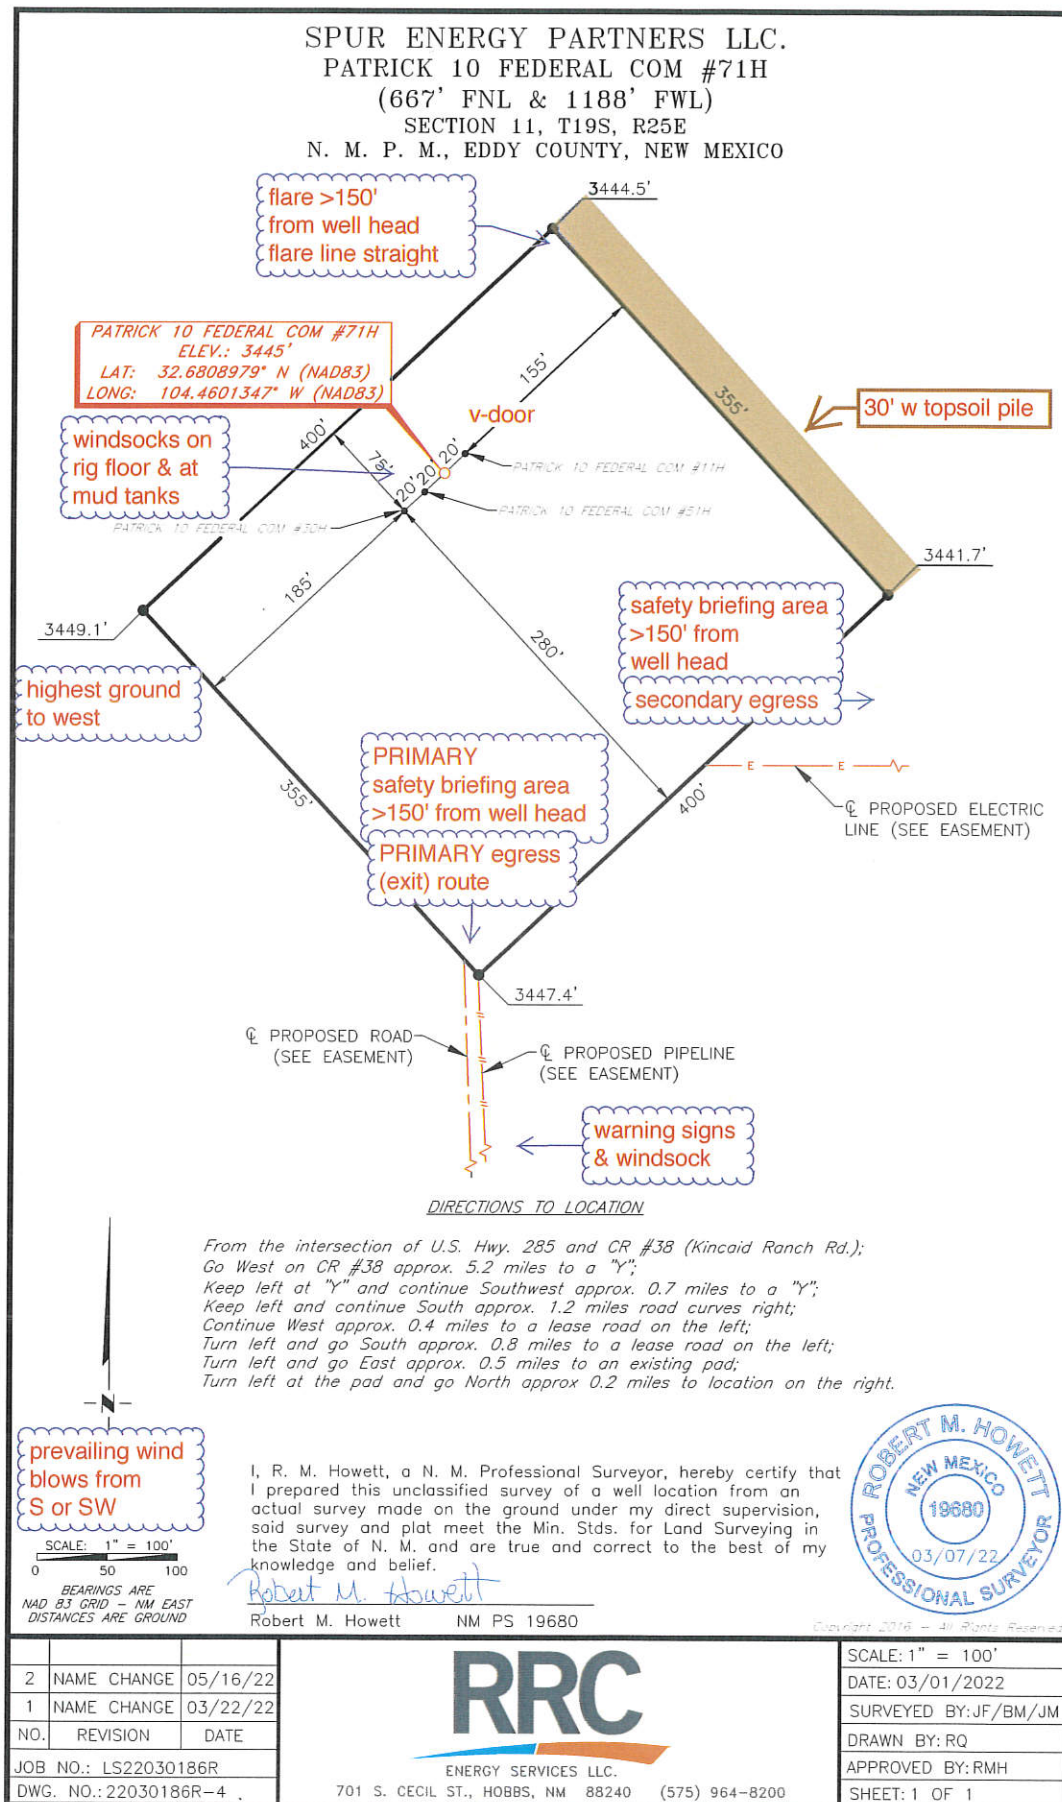 SPUR ENERGY PARTNERS LLC.
PATRICK 10 FEDERAL COM #71H
(667' FNL & 1188' FWL)
SECTION 11, T19S, R25E
N. M. P. M., EDDY COUNTY, NEW MEXICO
flare >150'
from well head
flare line straight
3444.5'
PATRICK 10 FEDERAL COM #71H
ELEV.: 3445'
LAT: 32.6808979° N (NAD83)
LONG: 104.4601347° W (NAD83)
155'
355'
30' w topsoil pile
v-door
400'
75'
windsocks on
rig floor & at
mud tanks
20'
20'
20'
PATRICK 10 FEDERAL COM #11H
PATRICK 10 FEDERAL COM #51H
PATRICK 10 FEDERAL COM #50H
3441.7'
185'
280'
safety briefing area
>150' from
well head
secondary egress
3449.1'
highest ground
to west
355'
PRIMARY
safety briefing area
>150' from well head
PRIMARY egress
(exit) route
400'
E E
℄ PROPOSED ELECTRIC
LINE (SEE EASEMENT)
3447.4'
℄ PROPOSED ROAD
(SEE EASEMENT)
℄ PROPOSED PIPELINE
(SEE EASEMENT)
warning signs
& windsock
DIRECTIONS TO LOCATION
From the intersection of U.S. Hwy. 285 and CR #38 (Kincaid Ranch Rd.);
Go West on CR #38 approx. 5.2 miles to a "Y";
Keep left at "Y" and continue Southwest approx. 0.7 miles to a "Y";
Keep left and continue South approx. 1.2 miles road curves right;
Continue West approx. 0.4 miles to a lease road on the left;
Turn left and go South approx. 0.8 miles to a lease road on the left;
Turn left and go East approx. 0.5 miles to an existing pad;
Turn left at the pad and go North approx 0.2 miles to location on the right.
N
prevailing wind
blows from
S or SW
SCALE: 1" = 100'
0 50 100
BEARINGS ARE
NAD 83 GRID – NM EAST
DISTANCES ARE GROUND
I, R. M. Howett, a N. M. Professional Surveyor, hereby certify that
I prepared this unclassified survey of a well location from an
actual survey made on the ground under my direct supervision,
said survey and plat meet the Min. Stds. for Land Surveying in
the State of N. M. and are true and correct to the best of my
knowledge and belief.
Robert M. Howett
Robert M. Howett NM PS 19680
ROBERT M. HOWETT
NEW MEXICO
19680
03/07/22
PROFESSIONAL SURVEYOR
Copyright 2016 – All Rights Reserved
2 NAME CHANGE 05/16/22
1 NAME CHANGE 03/22/22
NO. REVISION DATE
JOB NO.: LS22030186R
DWG. NO.: 22030186R-4
RRC
ENERGY SERVICES LLC.
701 S. CECIL ST., HOBBS, NM 88240 (575) 964-8200
SCALE: 1" = 100'
DATE: 03/01/2022
SURVEYED BY: JF/BM/JM
DRAWN BY: RQ
APPROVED BY: RMH
SHEET: 1 OF 1